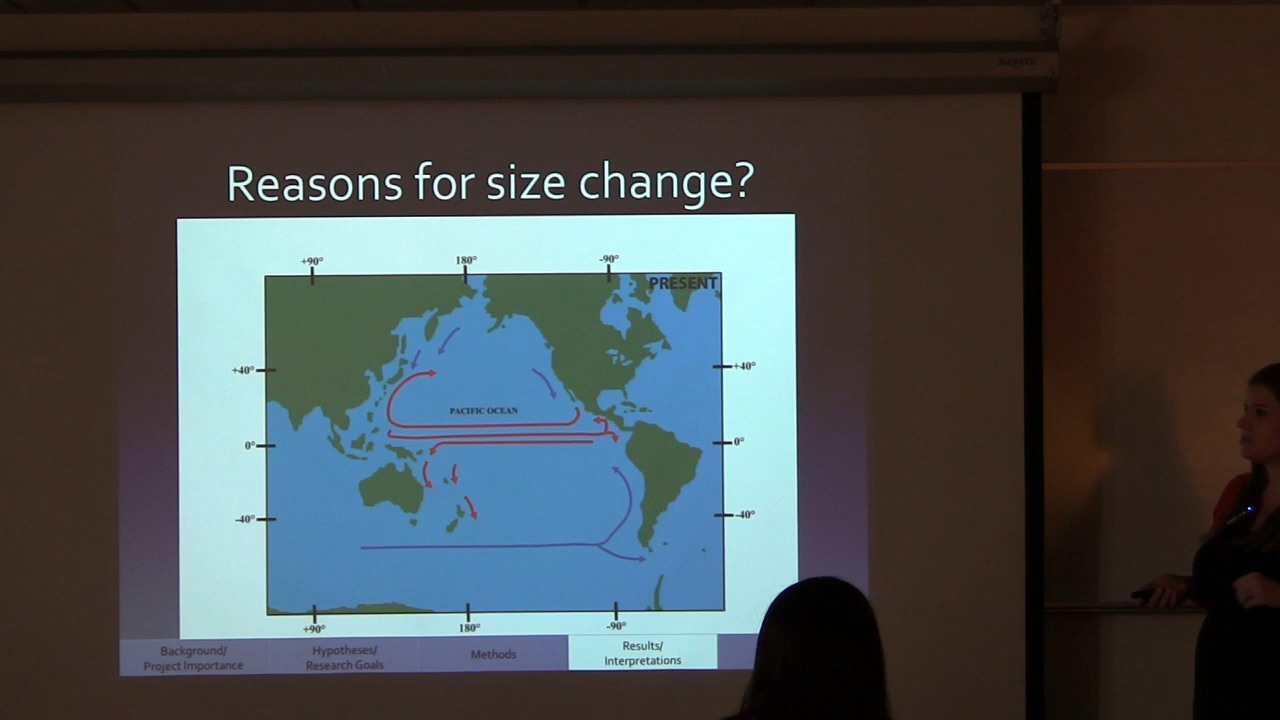 Reasons for size change?
+90° 180° -90°
PRESENT
+40° +40°
PACIFIC OCEAN
0° 0°
-40° -40°
+90° 180° -90°
Background/
Project Importance
Hypotheses/
Research Goals
Methods
Results/
Interpretations